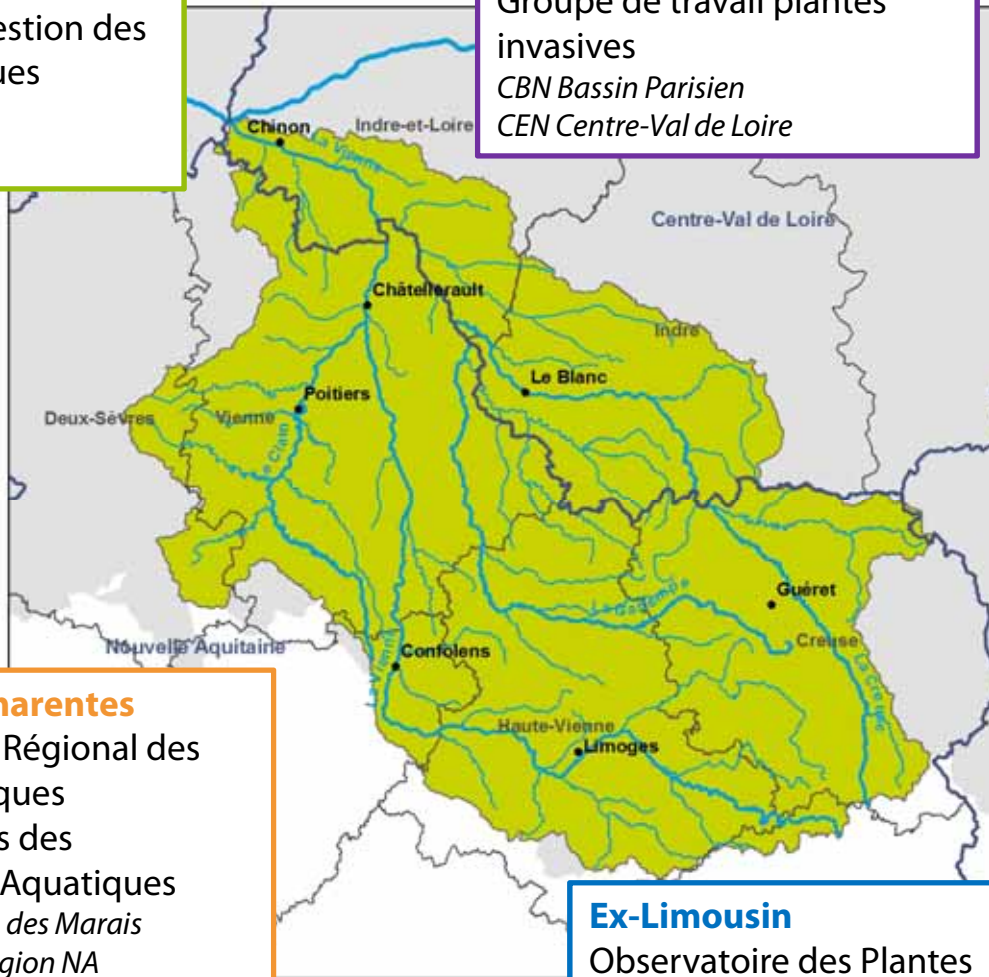 estion des
ues
Groupe de travail plantes
invasives
CBN Bassin Parisien
CEN Centre-Val de Loire
Chinon
Indre-et-Loire
La Vienne
Centre-Val de Loire
Châtellerault
Indre
Le Blanc
Poitiers
Deux-Sèvres
Vienne
Le Clain
Guéret
La Gartempe
Creuse
Nouvelle Aquitaine
Confolens
La Vienne
La Creuse
Haute-Vienne
Limoges
harentes
Régional des
iques
s des
Aquatiques
des Marais
gion NA
Ex-Limousin
Observatoire des Plantes